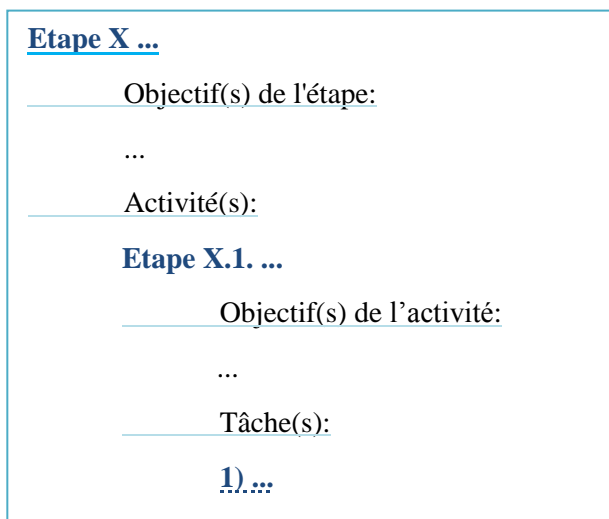 Etape X ...
Objectif(s) de l'étape:
...
Activité(s):
Etape X.1. ...
Objectif(s) de l’activité:
...
Tâche(s):
1) ...